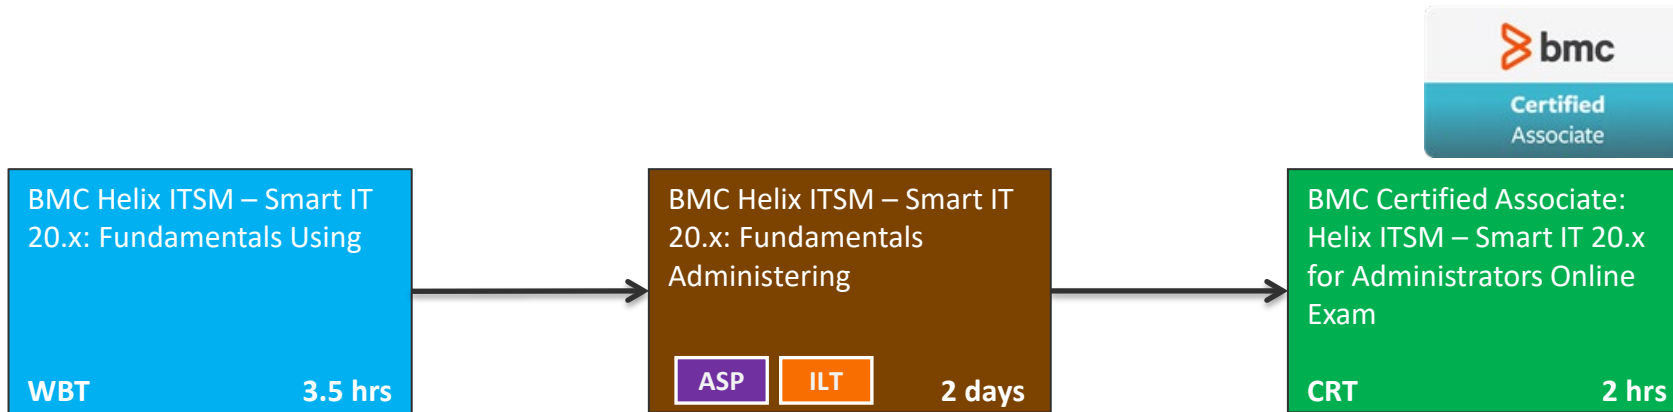 bmc
Certified
Associate
BMC Helix ITSM – Smart IT
20.x: Fundamentals Using
WBT 3.5 hrs
BMC Helix ITSM – Smart IT
20.x: Fundamentals
Administering
ASP ILT 2 days
BMC Certified Associate:
Helix ITSM – Smart IT 20.x
for Administrators Online
Exam
CRT 2 hrs